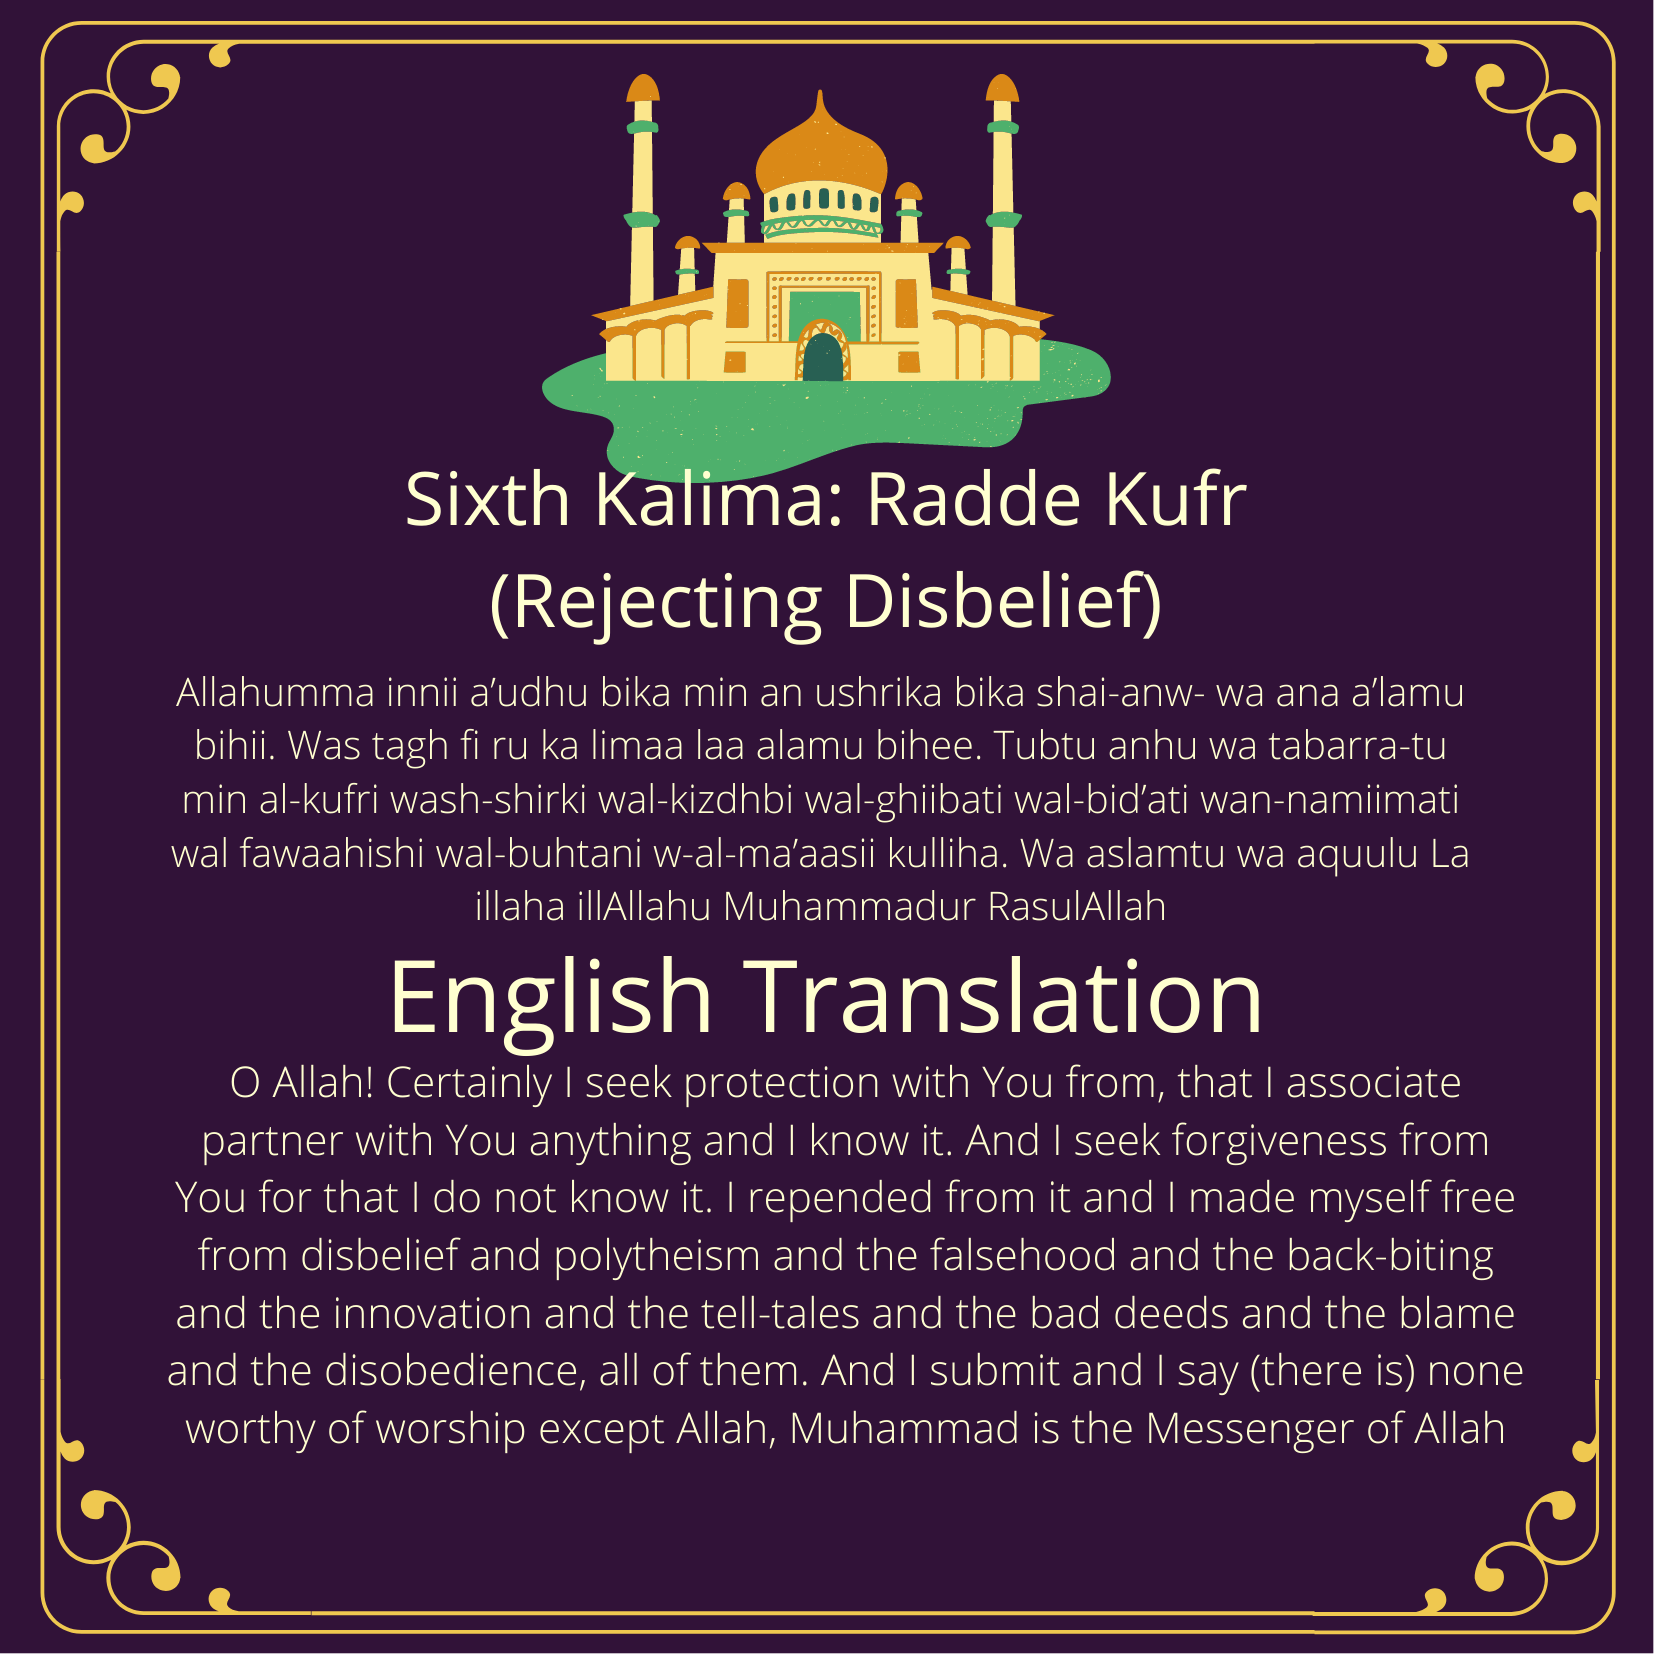 Sixth Kalima: Radde Kufr
(Rejecting Disbelief)
Allahumma innii a’udhu bika min an ushrika bika shai-anw- wa ana a’lamu
bihii. Was tagh fi ru ka limaa laa alamu bihee. Tubtu anhu wa tabarra-tu
min al-kufri wash-shirki wal-kizdhbi wal-ghiibati wal-bid’ati wan-namiimati
wal fawaahishi wal-buhtani w-al-ma’aasii kulliha. Wa aslamtu wa aquulu La
illaha illAllahu Muhammadur RasulAllah
English Translation
O Allah! Certainly I seek protection with You from, that I associate
partner with You anything and I know it. And I seek forgiveness from
You for that I do not know it. I repended from it and I made myself free
from disbelief and polytheism and the falsehood and the back-biting
and the innovation and the tell-tales and the bad deeds and the blame
and the disobedience, all of them. And I submit and I say (there is) none
worthy of worship except Allah, Muhammad is the Messenger of Allah